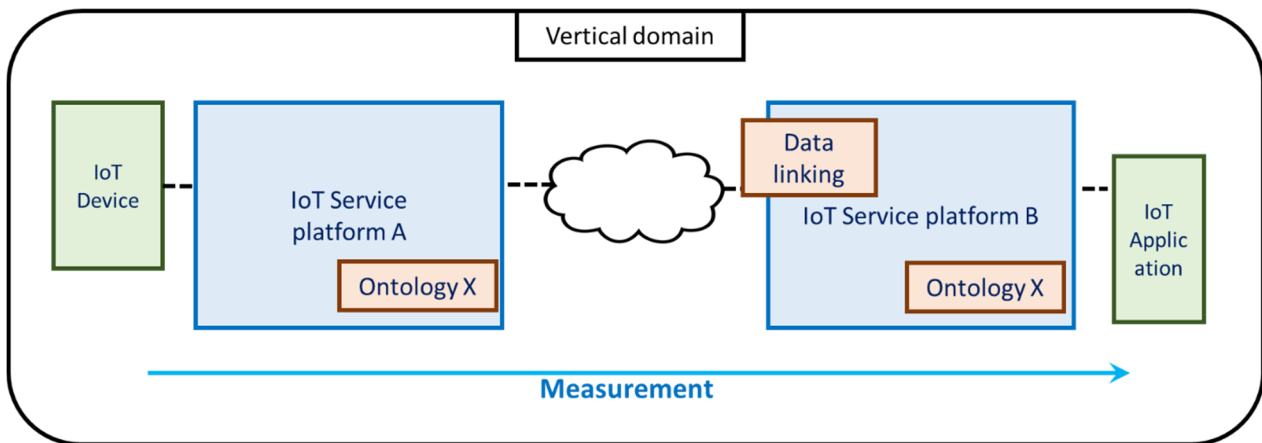 Vertical domain
IoT
Device
IoT Service
platform A
Ontology X
Data
linking
IoT Service platform B
Ontology X
IoT
Applic
ation
Measurement